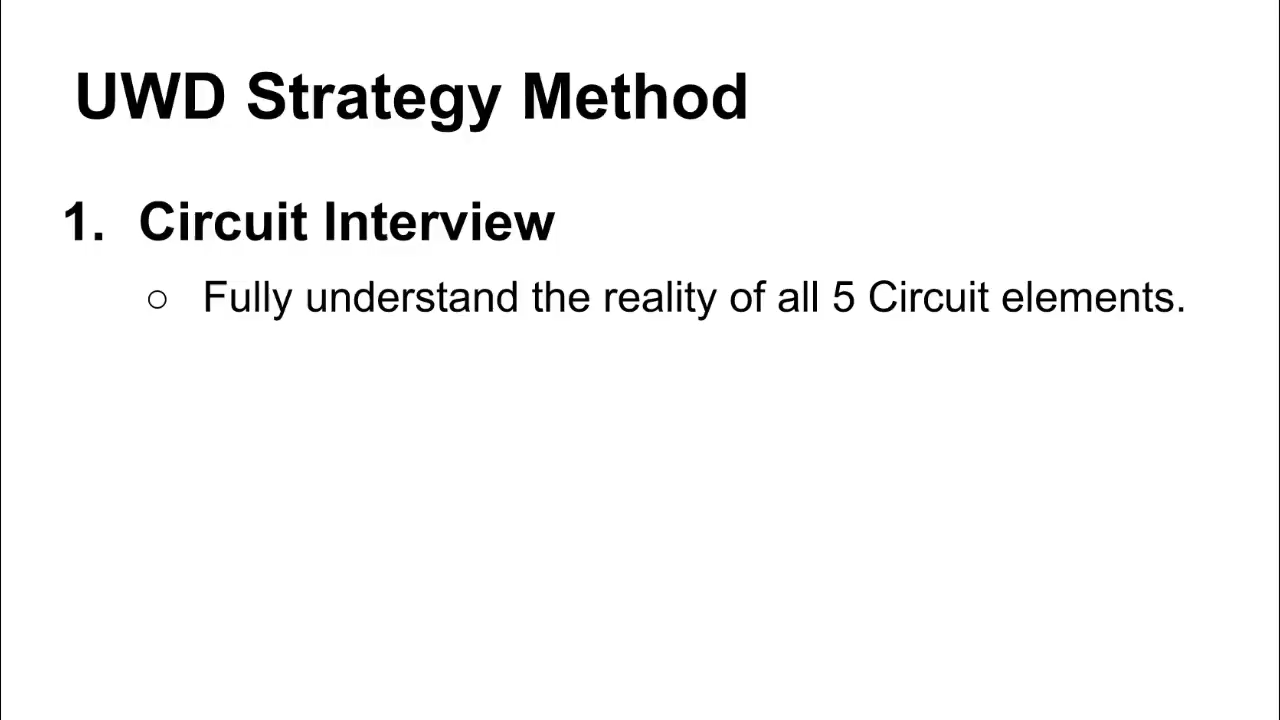 UWD Strategy Method
1. Circuit Interview
○ Fully understand the reality of all 5 Circuit elements.